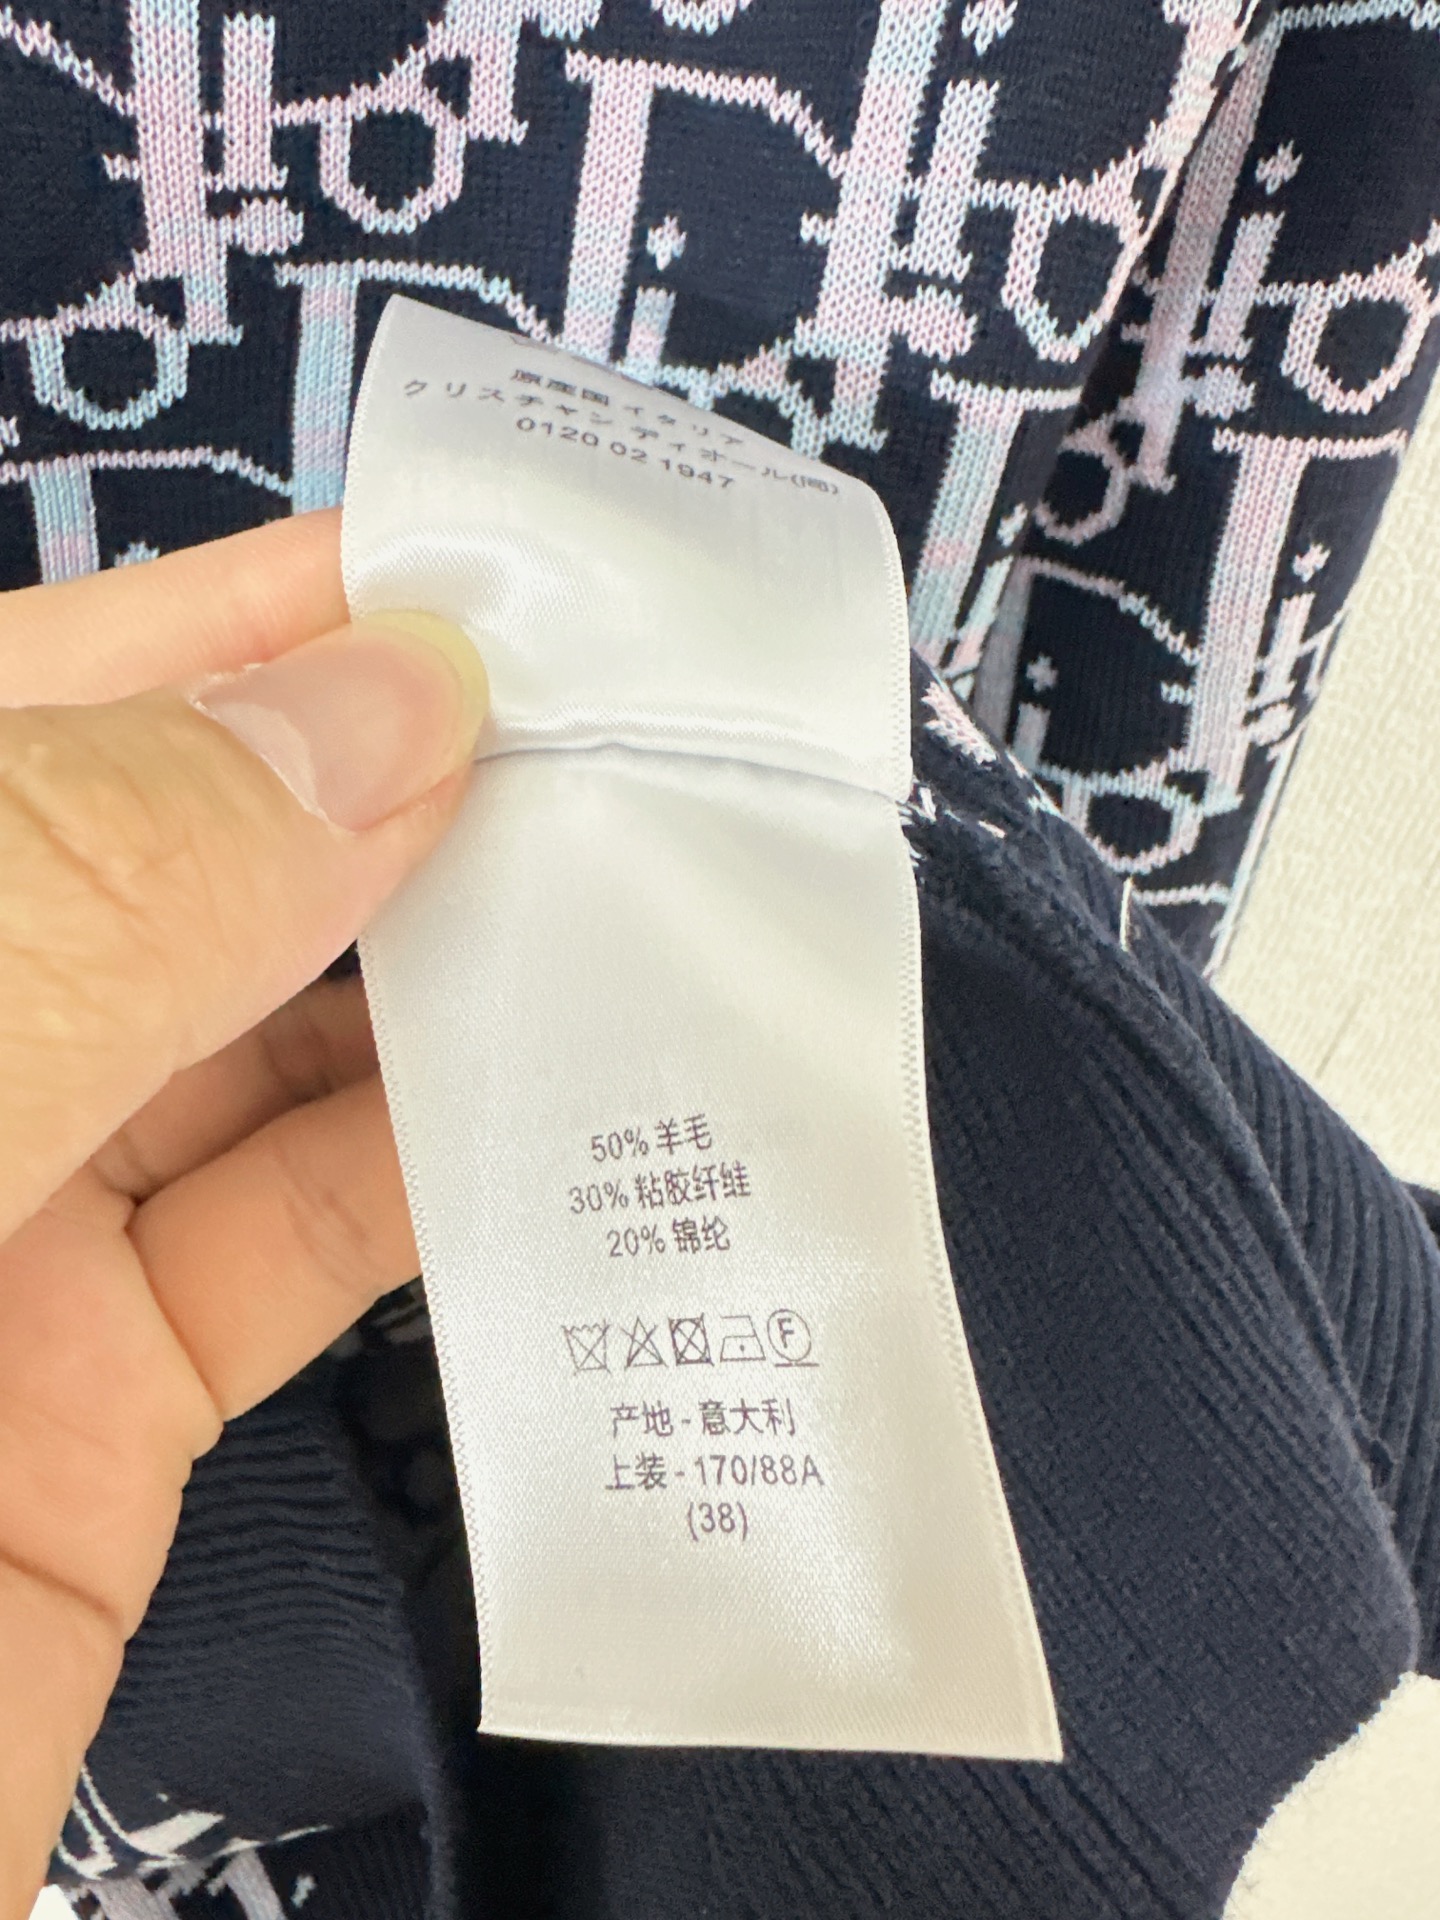 原産国 イタリア
クリスチャン ディオール(同)
0120 02 1947
50% 羊毛
30% 粘胶纤维
20% 锦纶
F
产地 - 意大利
上装 - 170/88A
(38)